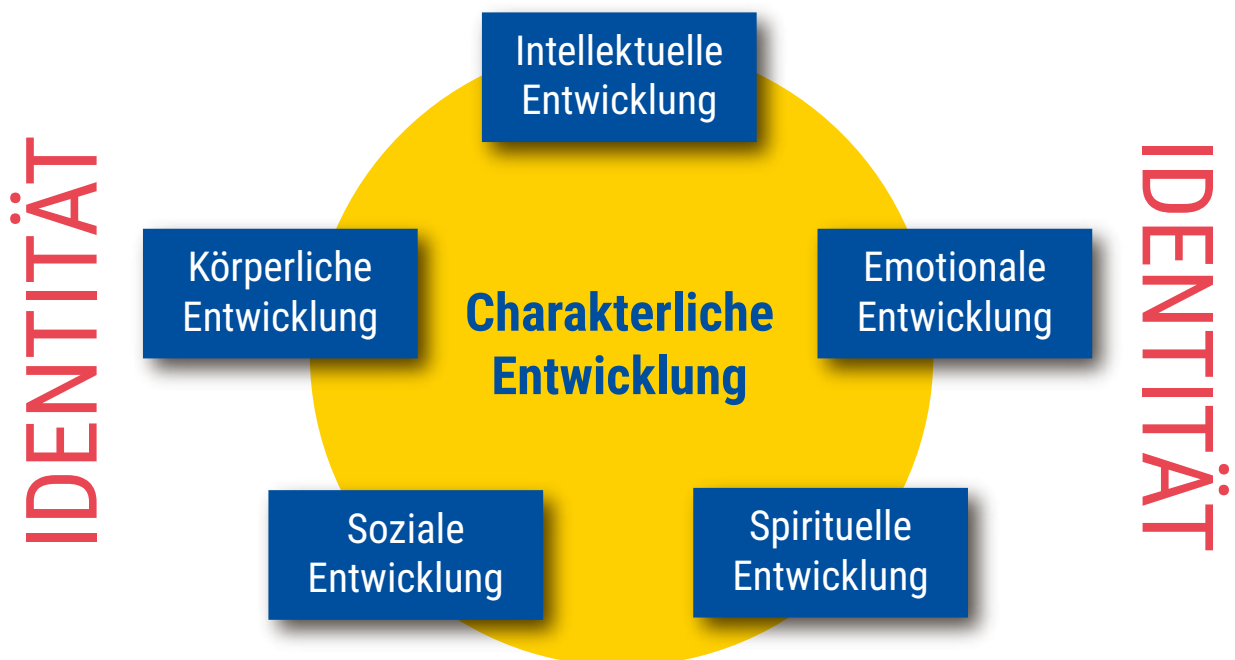 Intellektuelle
Entwicklung
IDENTITÄT
IDENTITÄT
Körperliche
Entwicklung
Emotionale
Entwicklung
Charakterliche
Entwicklung
Soziale
Entwicklung
Spirituelle
Entwicklung